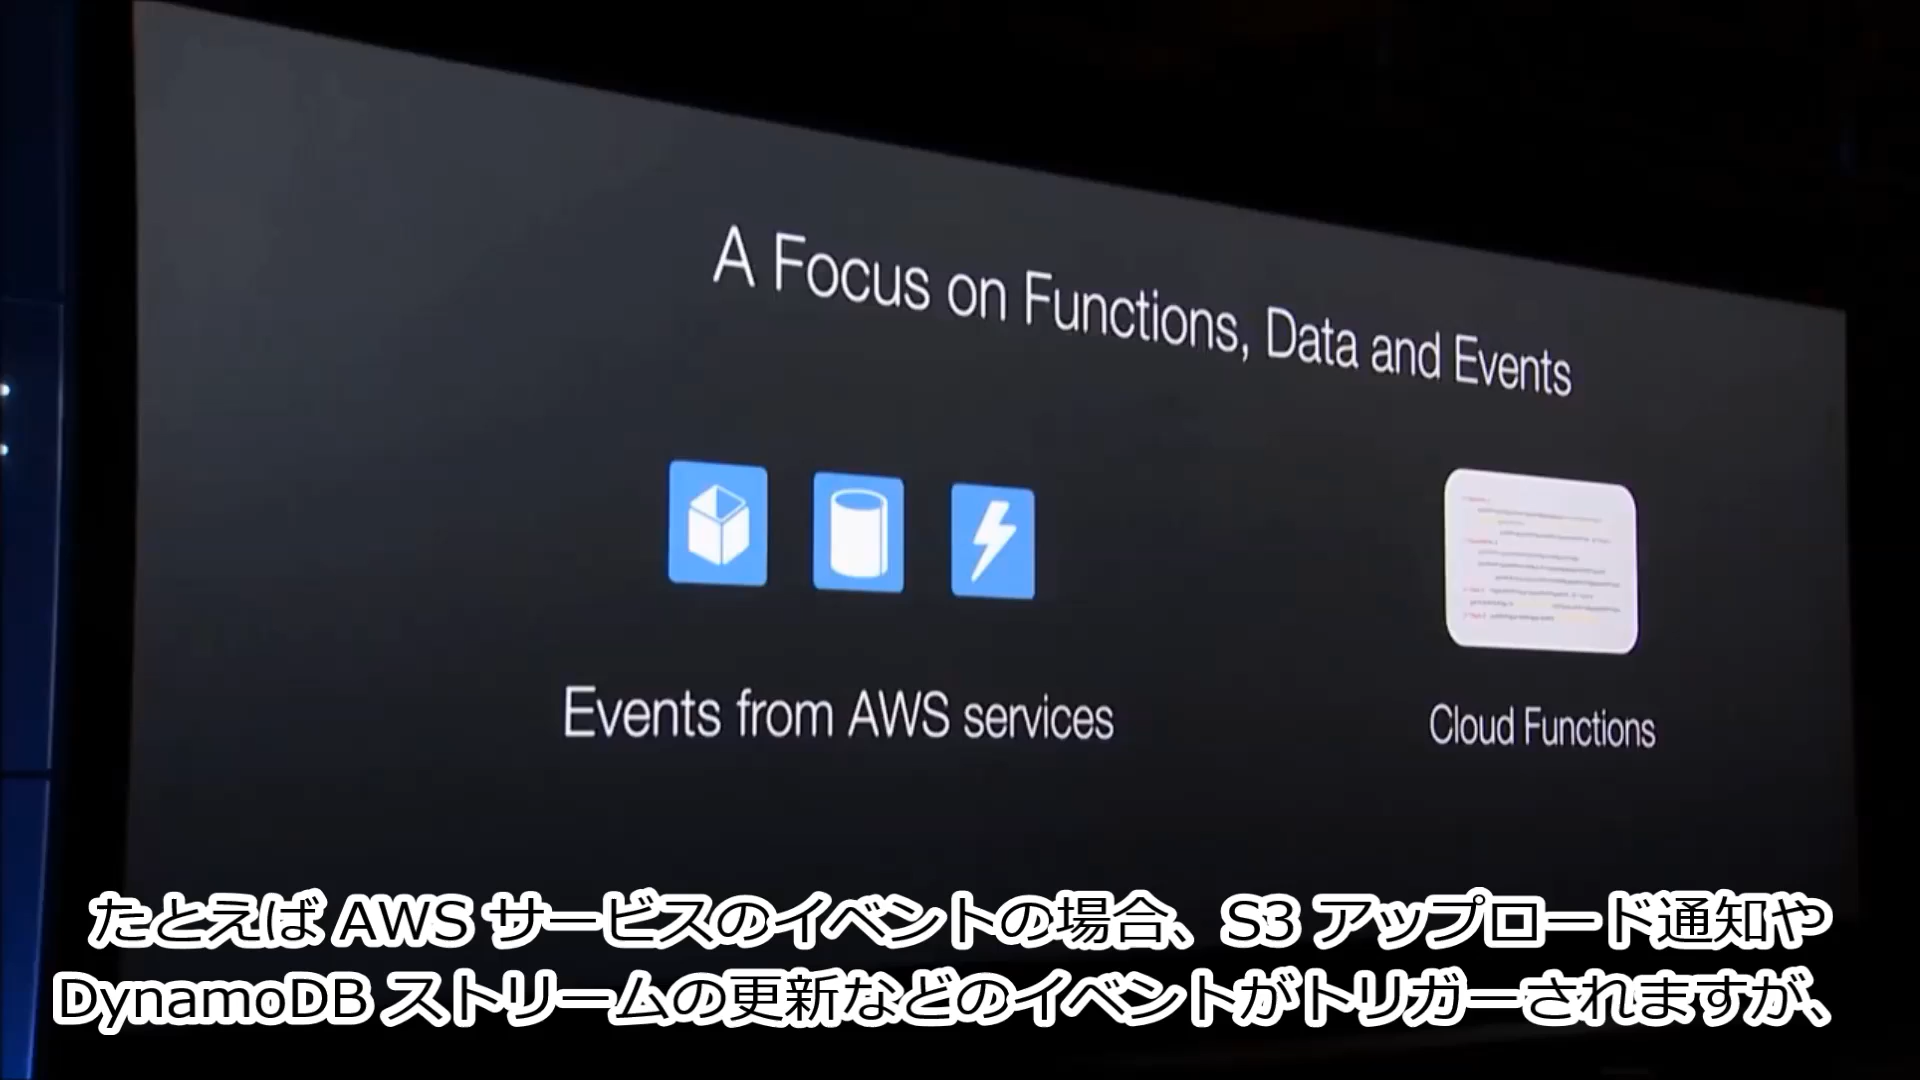 A Focus on Functions, Data and Events
Events from AWS services
Cloud Functions
たとえば AWS サービスのイベントの場合、S3 アップロード通知や
DynamoDB ストリームの更新などのイベントがトリガーされますが、